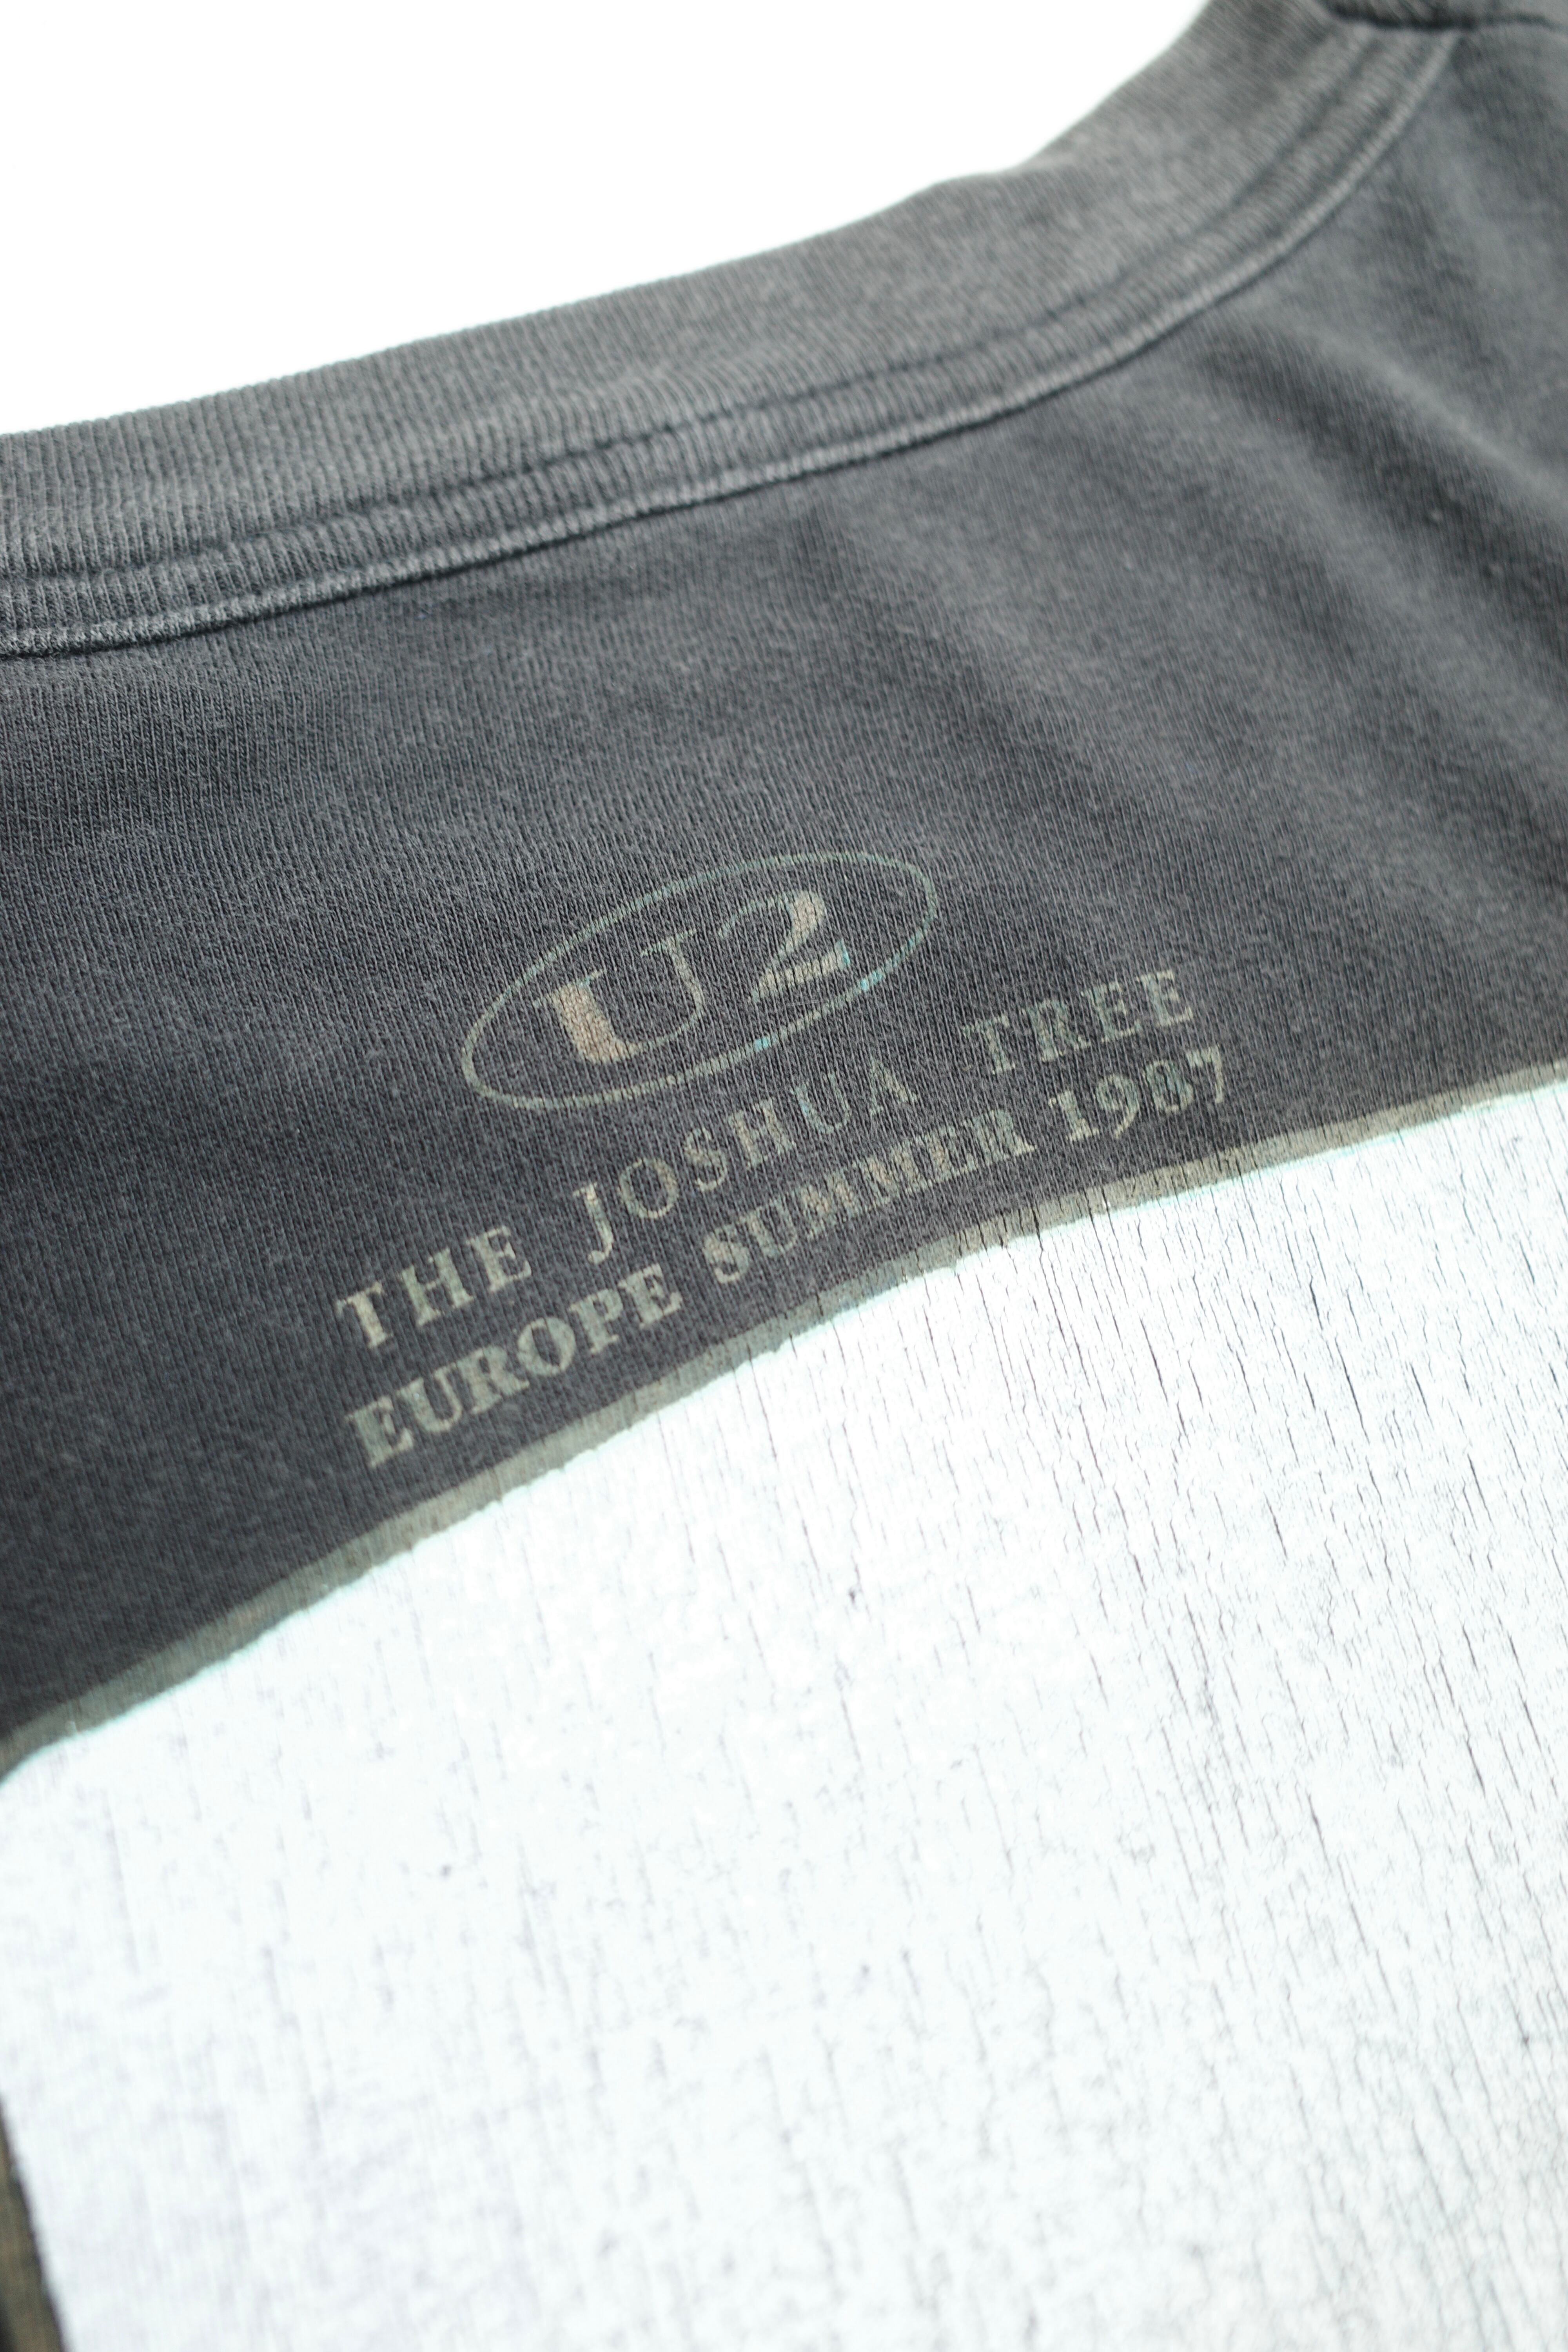 U2
THE JOSHUA TREE
EUROPE SUMMER 1987